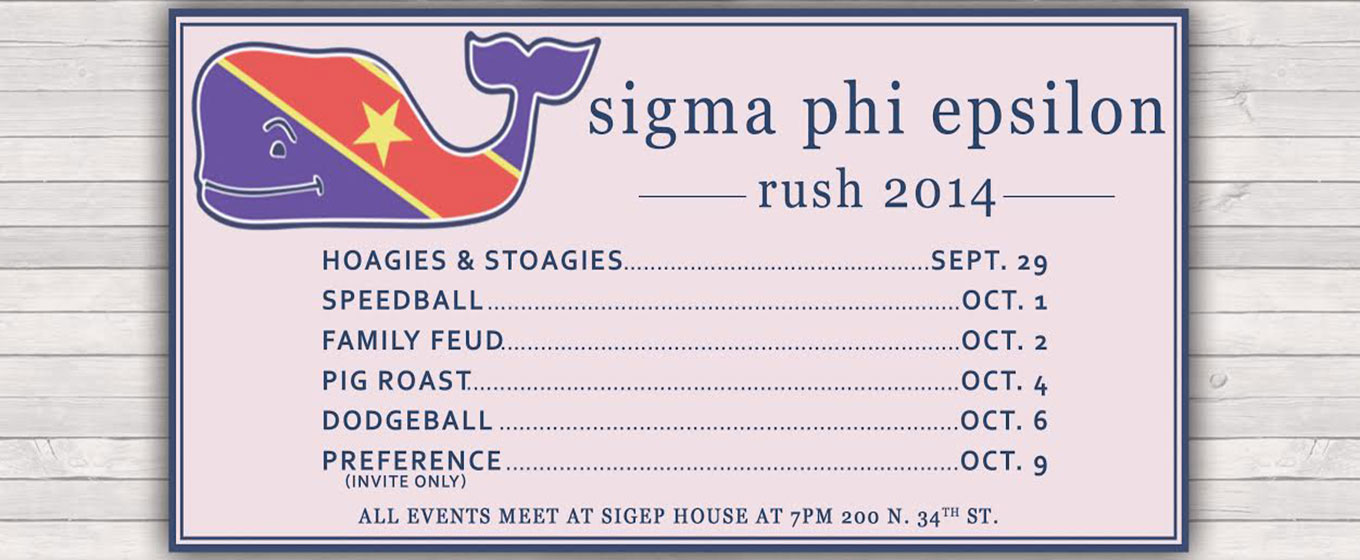 sigma phi epsilon
rush 2014
HOAGIES & STOAGIES..........................................SEPT. 29
SPEEDBALL..........................................OCT. 1
FAMILY FEUD..........................................OCT. 2
PIG ROAST..........................................OCT. 4
DODGEBALL..........................................OCT. 6
PREFERENCE..........................................OCT. 9
(INVITE ONLY)
ALL EVENTS MEET AT SIGEP HOUSE AT 7PM 200 N. 34TH ST.